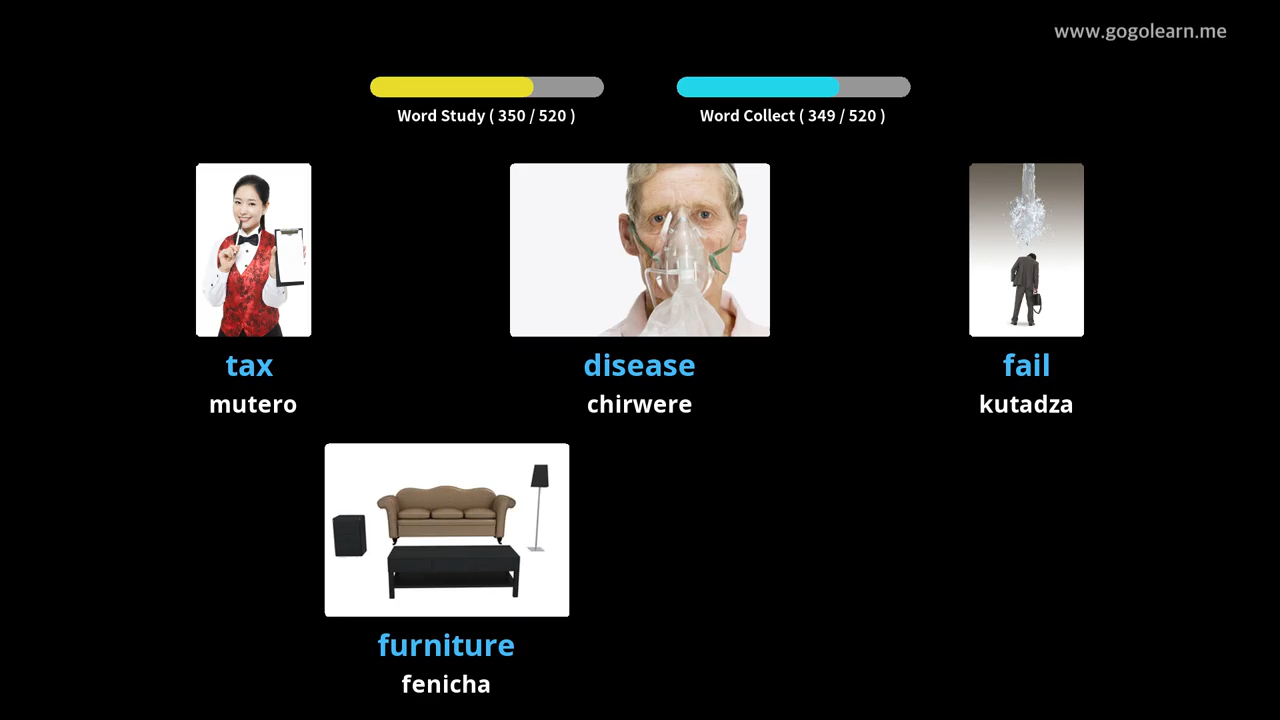 www.gogolearn.me
Word Study ( 350 / 520 )
Word Collect ( 349 / 520 )
tax
mutero
disease
chirwere
fail
kutadza
furniture
fenicha